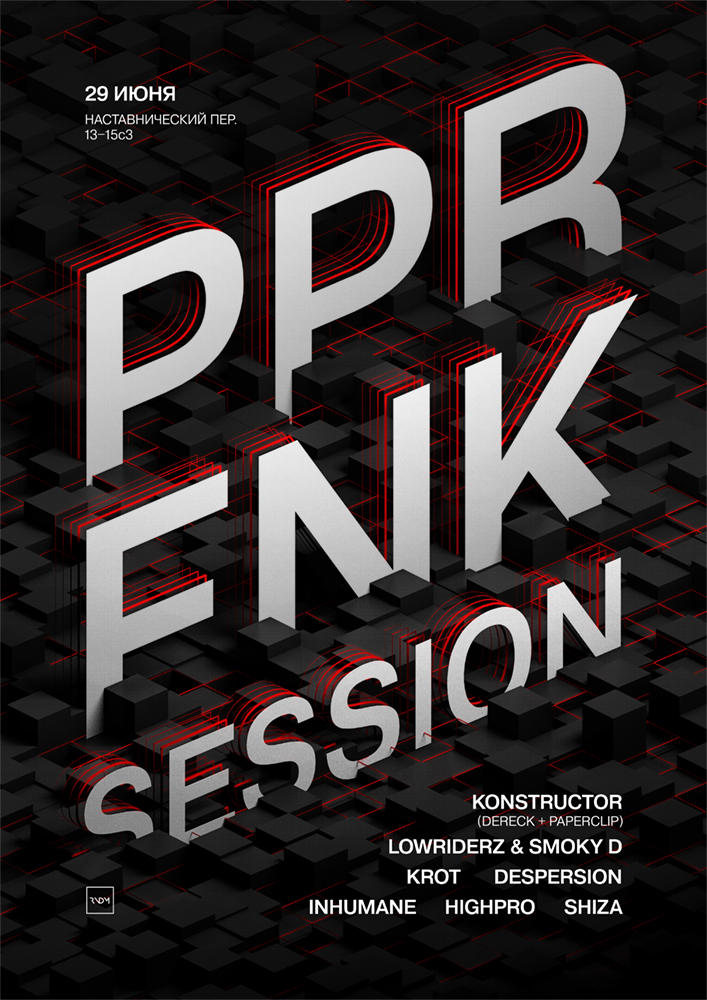 29 ИЮНЯ
НАСТАВНИЧЕСКИЙ ПЕР.
13–15с3
PPR
FNK
SESSION
KONSTRUCTOR
(DERECK + PAPERCLIP)
LOWRIDERZ & SMOKY D
KROT DESPERSION
INHUMANE HIGHPRO SHIZA